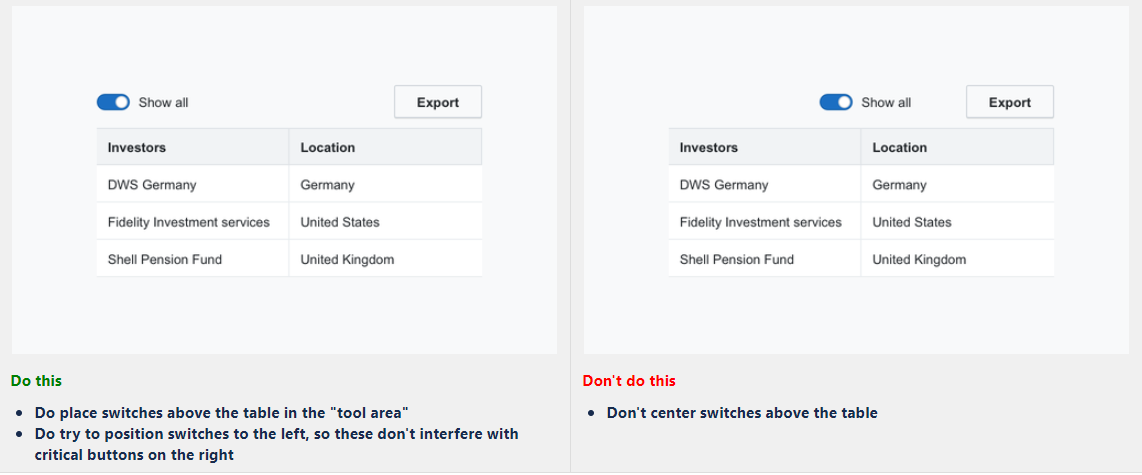 Show all
Export
Investors Location
DWS Germany Germany
Fidelity Investment services United States
Shell Pension Fund United Kingdom
Do this
• Do place switches above the table in the "tool area"
• Do try to position switches to the left, so these don't interfere with
critical buttons on the right
Show all
Export
Investors Location
DWS Germany Germany
Fidelity Investment services United States
Shell Pension Fund United Kingdom
Don't do this
• Don't center switches above the table